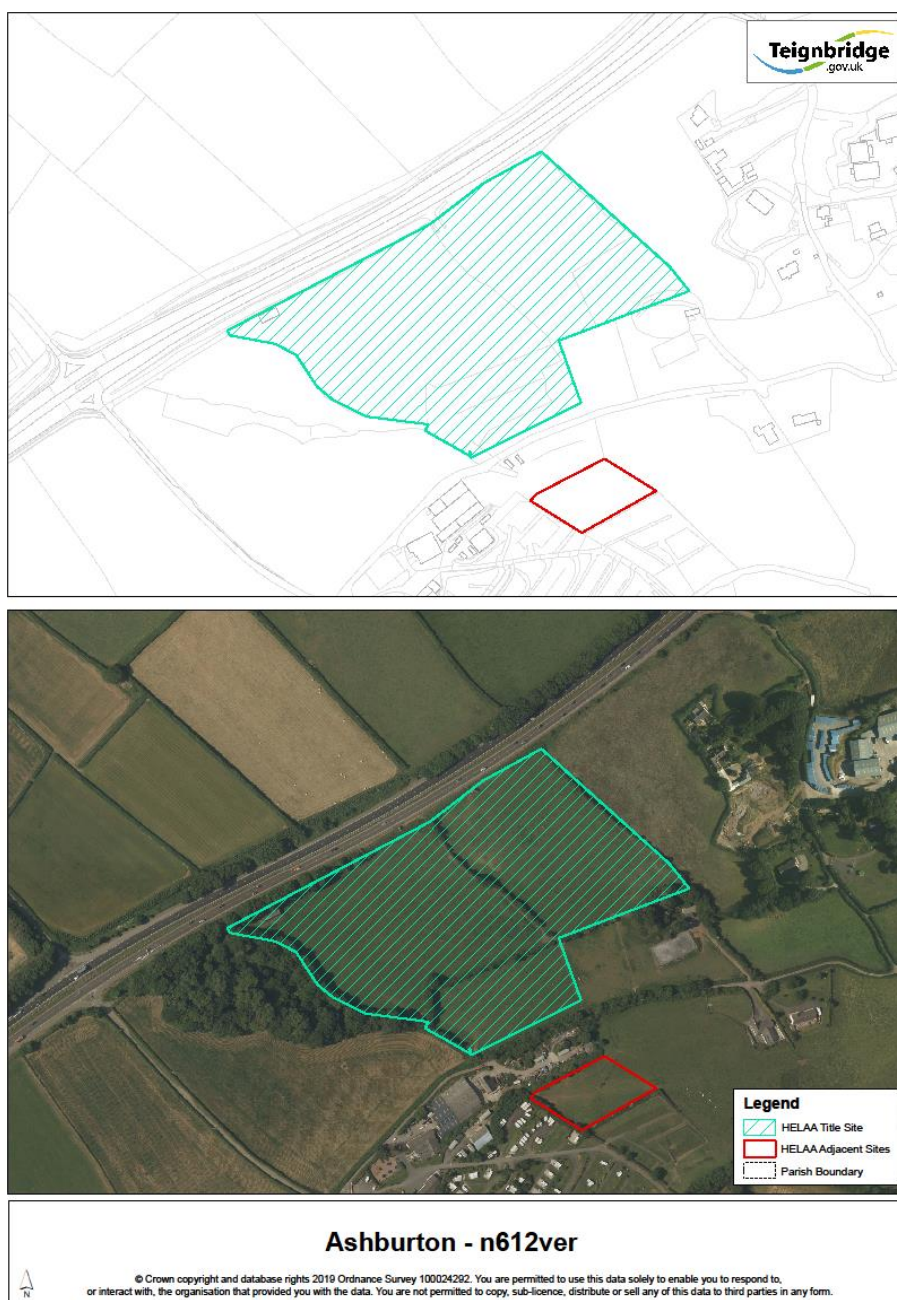 Teignbridge
.gov.uk
Legend
HELAA Title Site
HELAA Adjacent Sites
Parish Boundary
Ashburton - n612ver
N
© Crown copyright and database rights 2019 Ordnance Survey 100024292. You are permitted to use this data solely to enable you to respond to,
or interact with, the organisation that provided you with the data. You are not permitted to copy, sub-licence, distribute or sell any of this data to third parties in any form.